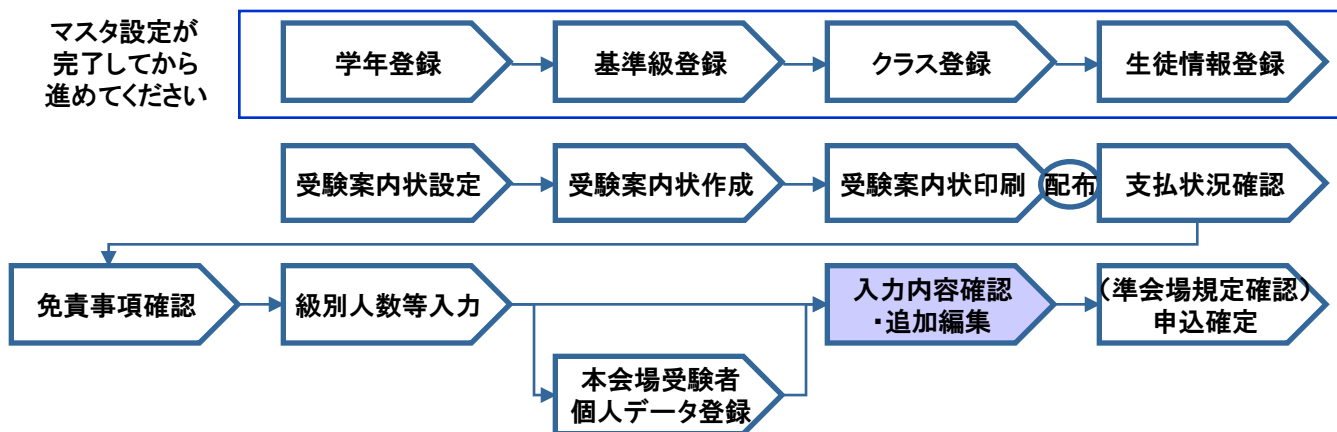 マスタ設定が
完了してから
進めてください
学年登録
基準級登録
クラス登録
生徒情報登録
受験案内状設定
受験案内状作成
受験案内状印刷
配布
支払状況確認
免責事項確認
級別人数等入力
本会場受験者
個人データ登録
入力内容確認
・追加編集
（準会場規定確認）
申込確定